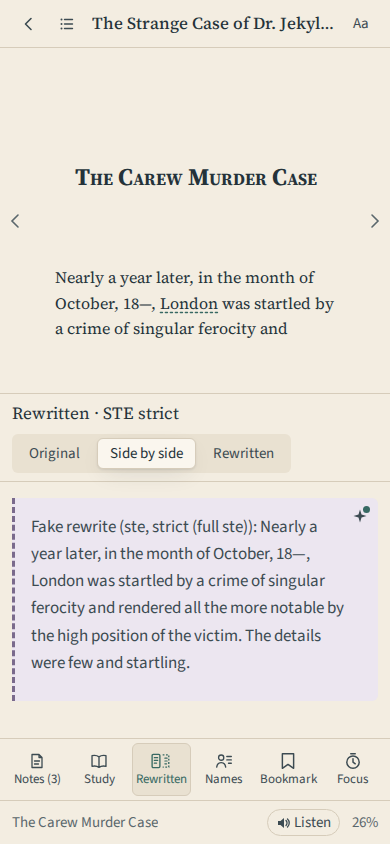 The Strange Case of Dr. Jekyl...
Aa
The Carew Murder Case
Nearly a year later, in the month of
October, 18—, London was startled by
a crime of singular ferocity and
Rewritten · STE strict
Original
Side by side
Rewritten
Fake rewrite (ste, strict (full ste)): Nearly a
year later, in the month of October, 18—,
London was startled by a crime of singular
ferocity and rendered all the more notable by
the high position of the victim. The details
were few and startling.
Notes (3)
Study
Rewritten
Names
Bookmark
Focus
The Carew Murder Case
Listen
26%